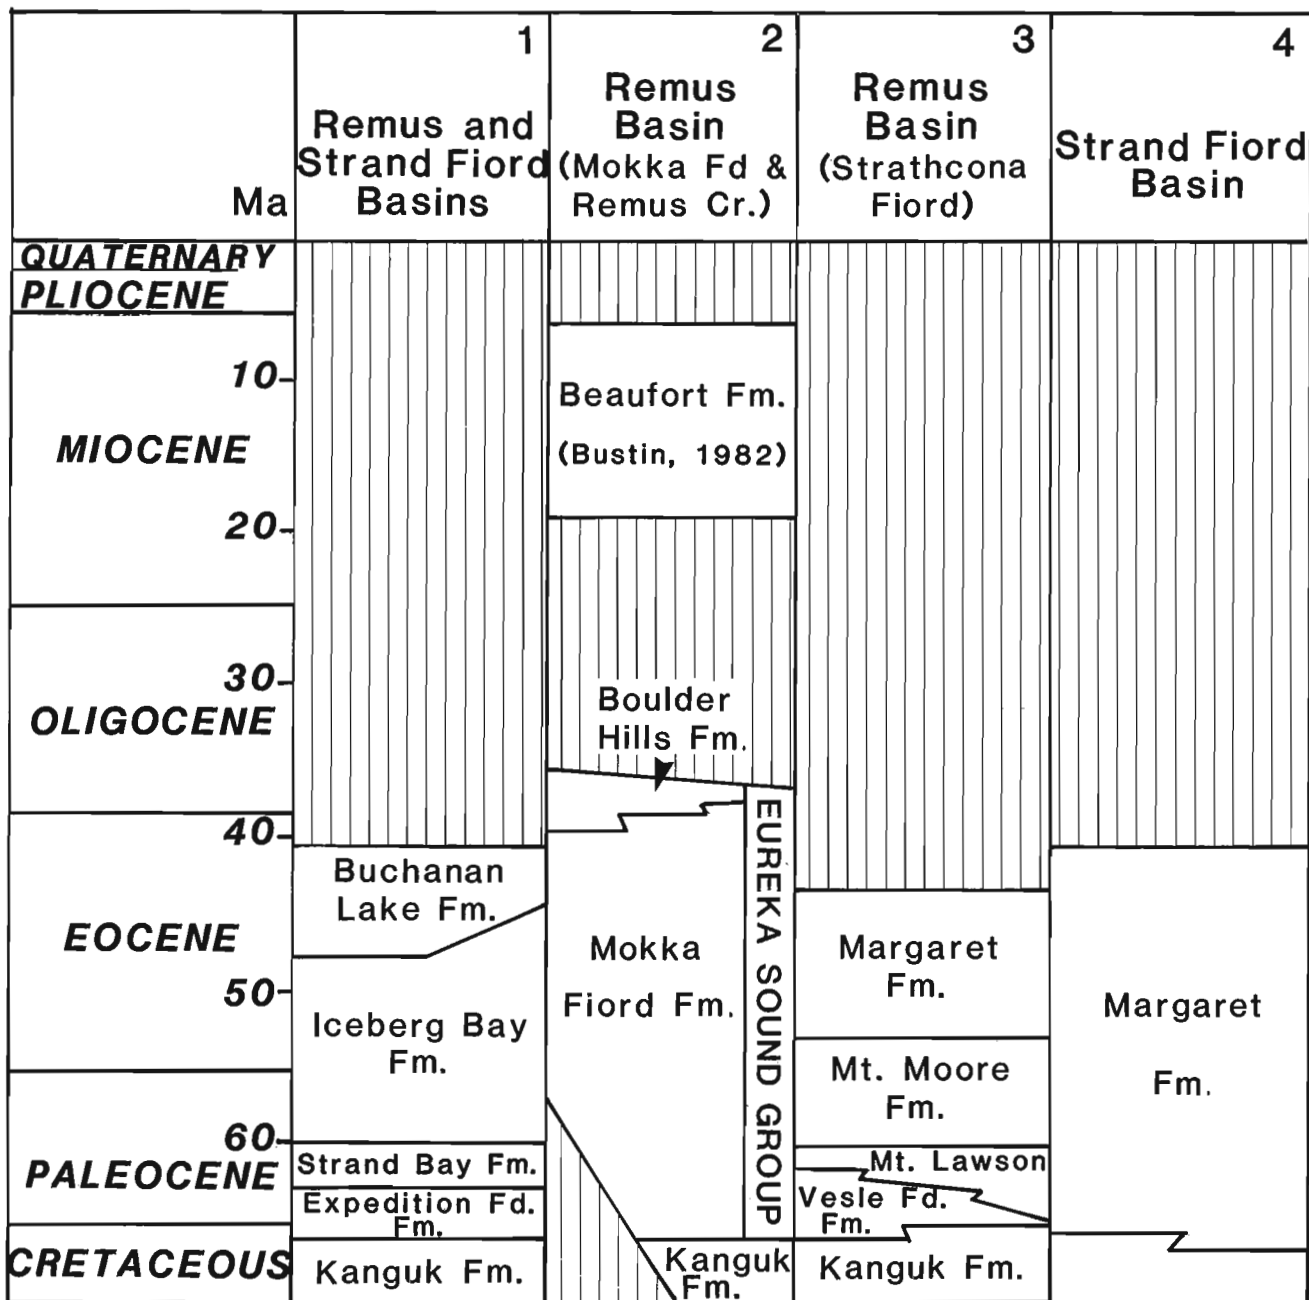 1
Remus and
Strand Fiord
Basins
2
Remus
Basin
(Mokka Fd &
Remus Cr.)
3
Remus
Basin
(Strathcona
Fiord)
4
Strand Fiord
Basin
Ma
QUATERNARY
PLIOCENE
10
MIOCENE
20
30
OLIGOCENE
40
EOCENE
50
60
PALEOCENE
CRETACEOUS
Buchanan
Lake Fm.
Iceberg Bay
Fm.
Strand Bay Fm.
Expedition Fd.
Fm.
Kanguk Fm.
Beaufort Fm.
(Bustin, 1982)
Boulder
Hills Fm.
Mokka
Fiord Fm.
EUREKA SOUND GROUP
Kanguk
Fm.
Margaret
Fm.
Mt. Moore
Fm.
Mt. Lawson
Vesle Fd.
Fm.
Kanguk Fm.
Margaret
Fm.